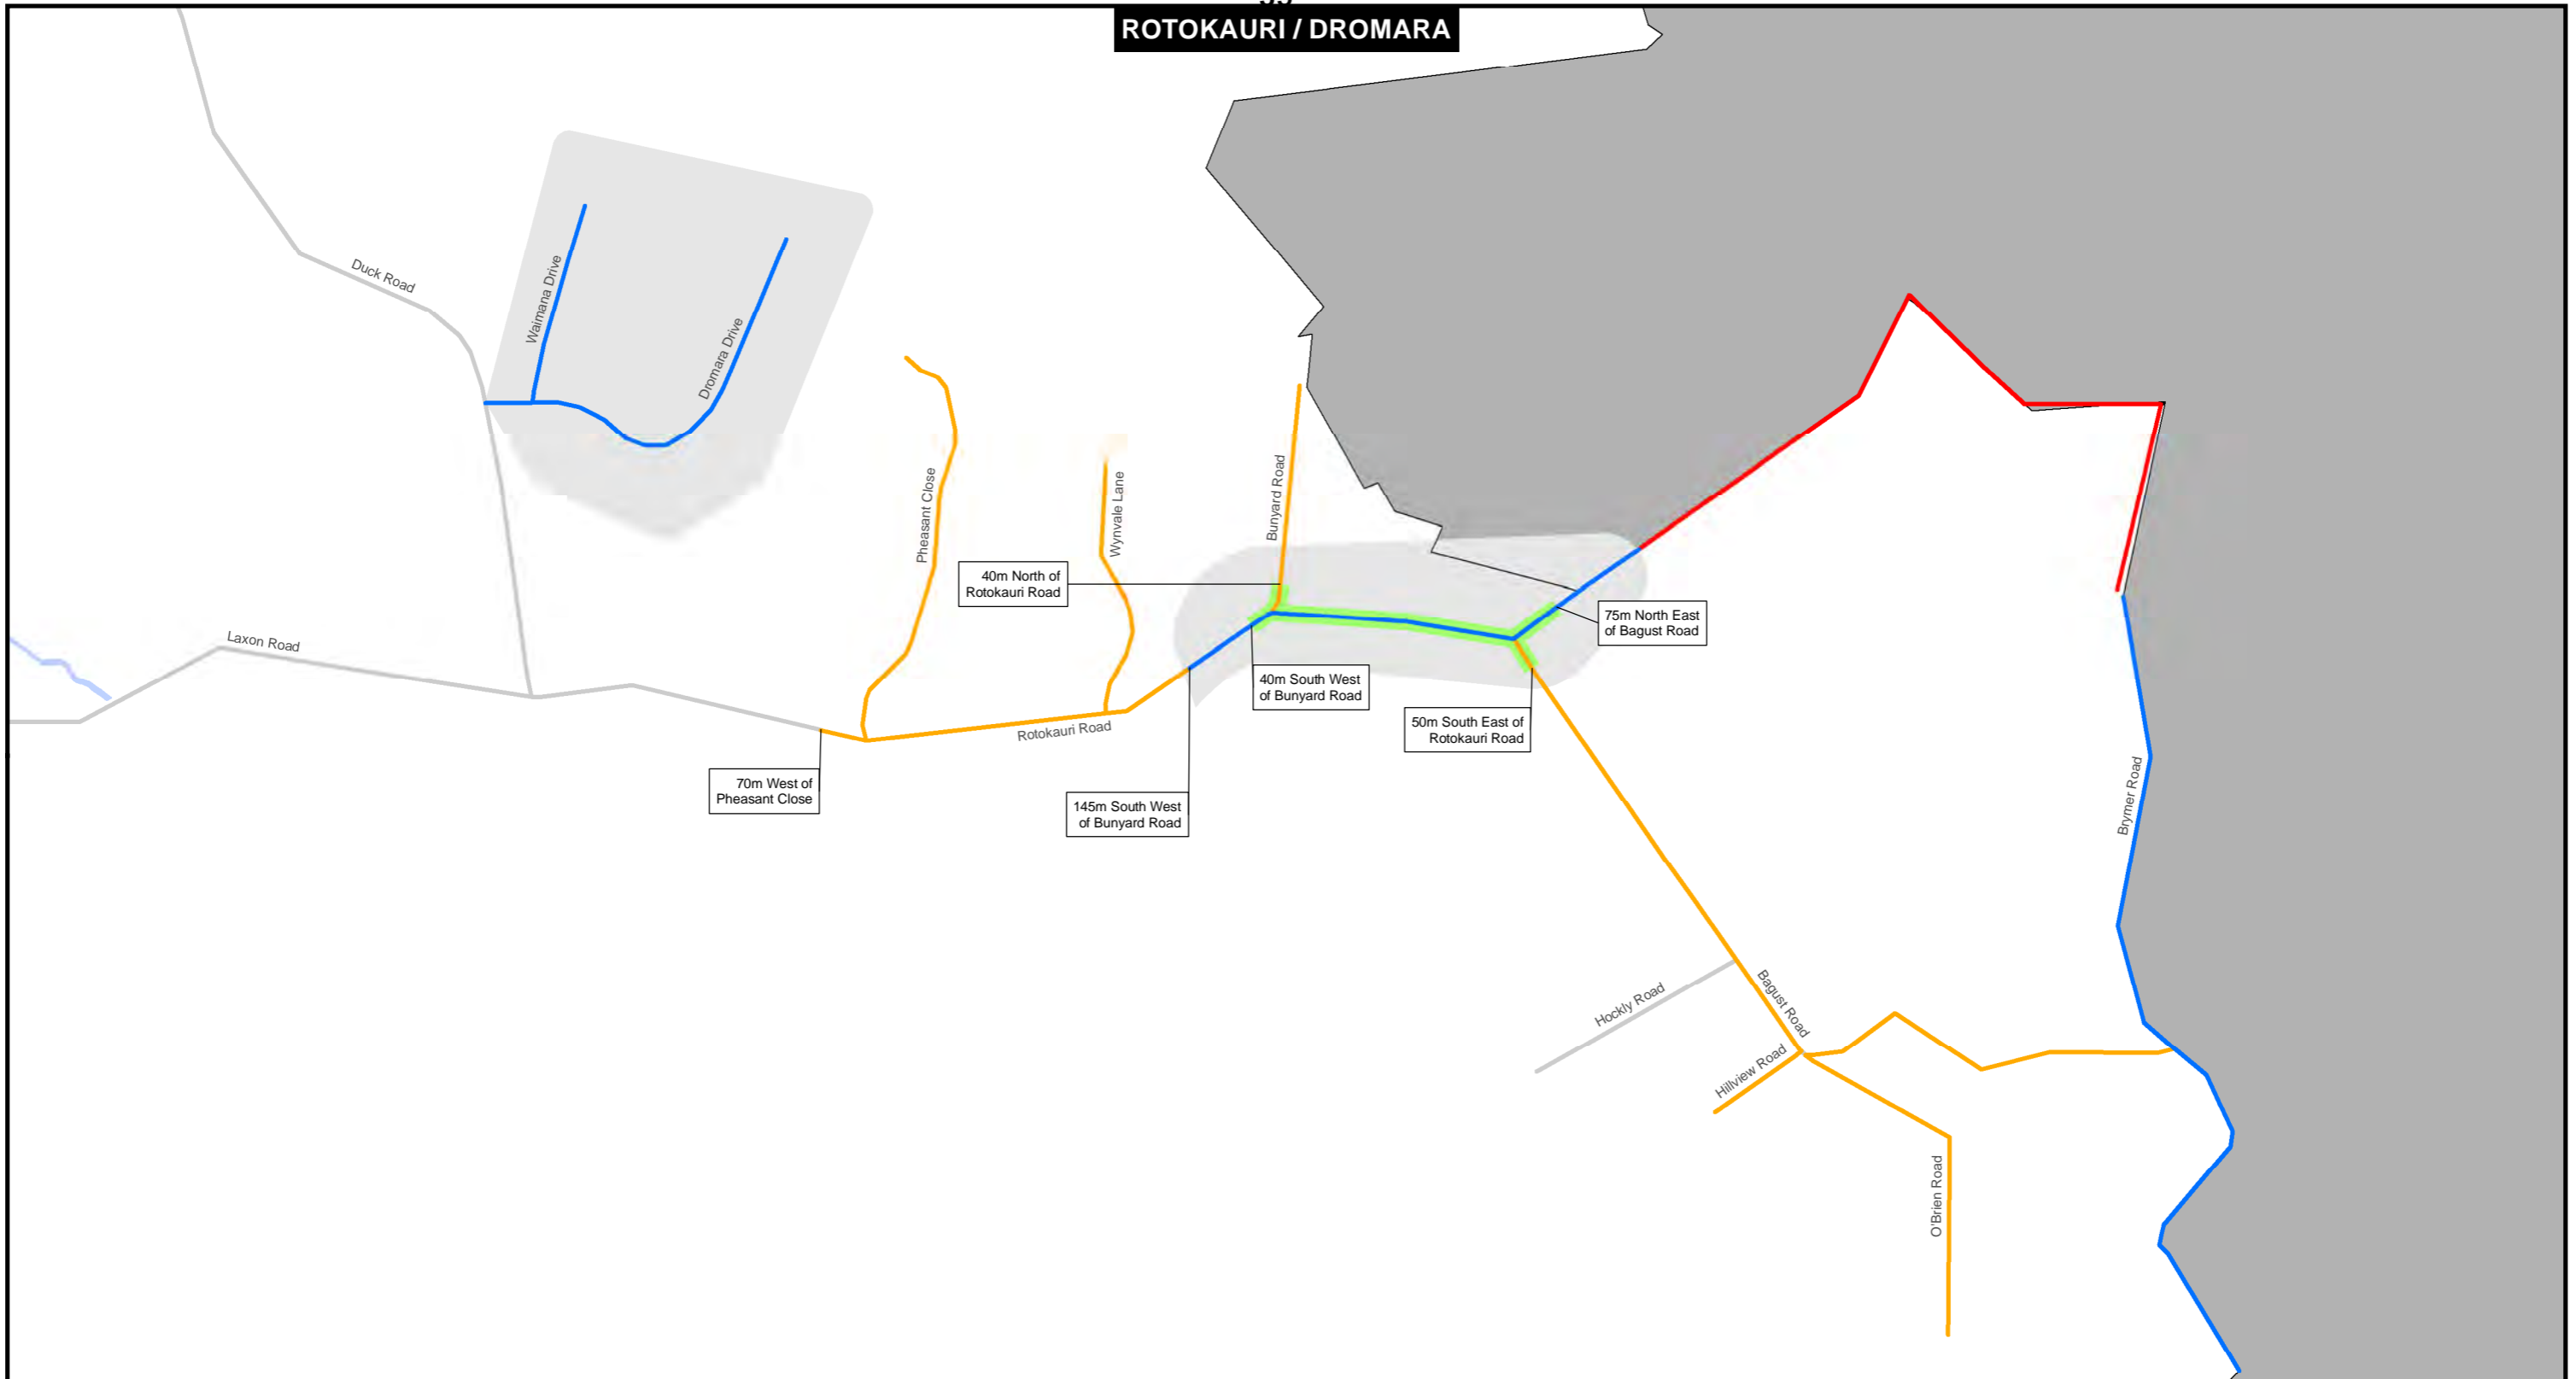 ROTOKAURI / DROMARA
Duck Road
Waimana Drive
Dromara Drive
Pheasant Close
Wynvale Lane
Bunyard Road
40m North of
Rotokauri Road
75m North East
of Bagust Road
Laxon Road
40m South West
of Bunyard Road
Rotokauri Road
50m South East of
Rotokauri Road
70m West of
Pheasant Close
145m South West
of Bunyard Road
Brymer Road
Hockly Road
Bagust Road
Hillview Road
O'Brien Road